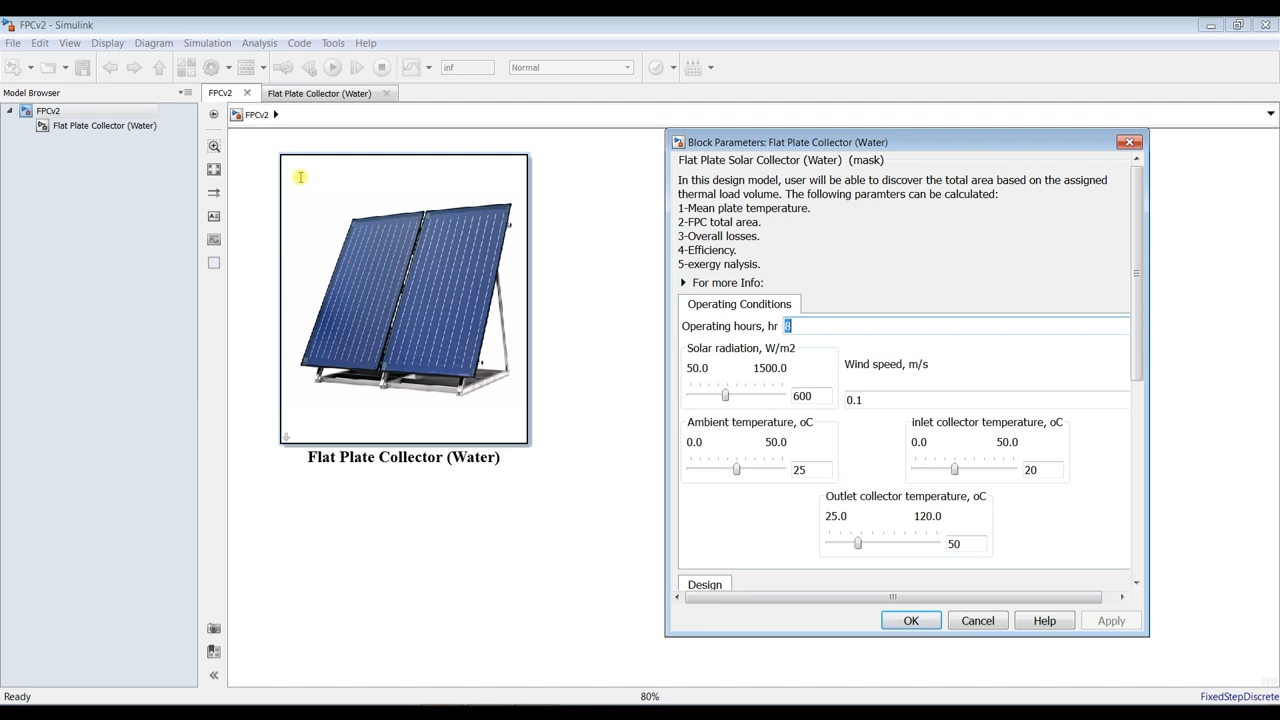 FPCv2 - Simulink
File Edit View Display Diagram Simulation Analysis Code Tools Help
inf Normal
Model Browser
FPCv2 Flat Plate Collector (Water)
FPCv2
Flat Plate Collector (Water)
FPCv2
Flat Plate Collector (Water)
Block Parameters: Flat Plate Collector (Water)
Flat Plate Solar Collector (Water) (mask)
In this design model, user will be able to discover the total area based on the assigned
thermal load volume. The following paramters can be calculated:
1-Mean plate temperature.
2-FPC total area.
3-Overall losses.
4-Efficiency.
5-exergy nalysis.
For more Info:
Operating Conditions
Operating hours, hr 8
Solar radiation, W/m2
50.0 1500.0
600
Wind speed, m/s
0.1
Ambient temperature, oC
0.0 50.0
25
inlet collector temperature, oC
0.0 50.0
20
Outlet collector temperature, oC
25.0 120.0
50
Design
OK Cancel Help Apply
Ready 80% FixedStepDiscrete